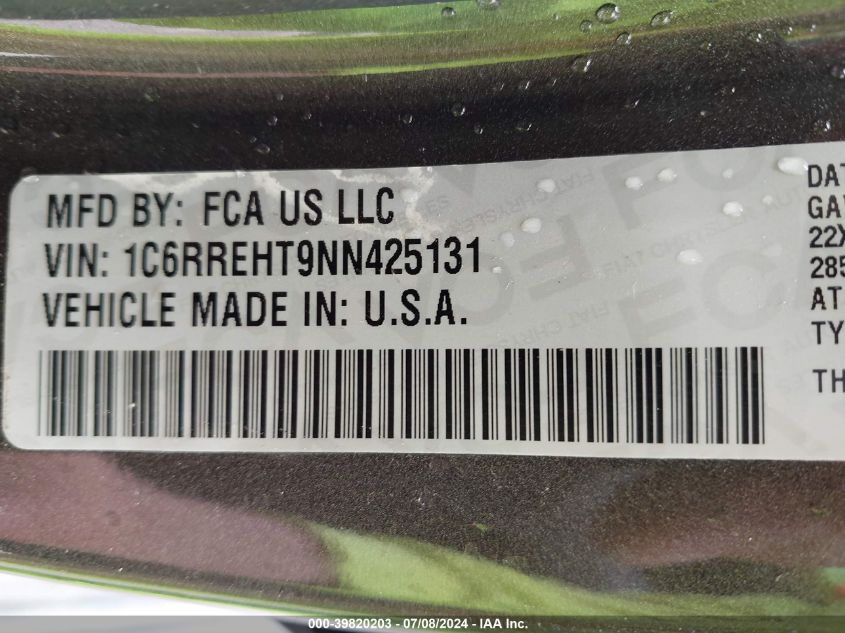 MFD BY: FCA US LLC
VIN: 1C6RREHT9NN425131
VEHICLE MADE IN: U.S.A.
DAT
GAV
22X
285
AT
TY
TH
000-39820203 - 07/08/2024 - © IAA Inc.